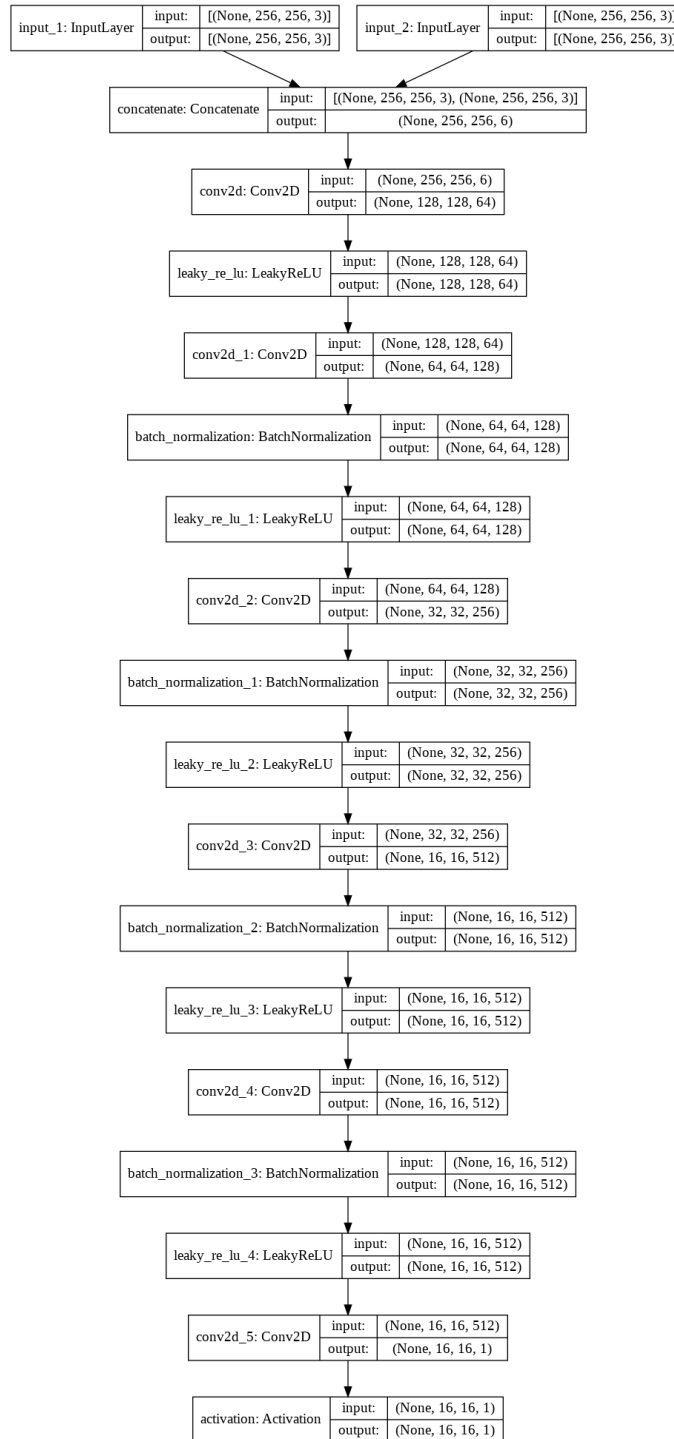 input_1: InputLayer input: [(None, 256, 256, 3)]
output: [(None, 256, 256, 3)]
input_2: InputLayer input: [(None, 256, 256, 3)]
output: [(None, 256, 256, 3)]
concatenate: Concatenate input: [(None, 256, 256, 3), (None, 256, 256, 3)]
output: (None, 256, 256, 6)
conv2d: Conv2D input: (None, 256, 256, 6)
output: (None, 128, 128, 64)
leaky_re_lu: LeakyReLU input: (None, 128, 128, 64)
output: (None, 128, 128, 64)
conv2d_1: Conv2D input: (None, 128, 128, 64)
output: (None, 64, 64, 128)
batch_normalization: BatchNormalization input: (None, 64, 64, 128)
output: (None, 64, 64, 128)
leaky_re_lu_1: LeakyReLU input: (None, 64, 64, 128)
output: (None, 64, 64, 128)
conv2d_2: Conv2D input: (None, 64, 64, 128)
output: (None, 32, 32, 256)
batch_normalization_1: BatchNormalization input: (None, 32, 32, 256)
output: (None, 32, 32, 256)
leaky_re_lu_2: LeakyReLU input: (None, 32, 32, 256)
output: (None, 32, 32, 256)
conv2d_3: Conv2D input: (None, 32, 32, 256)
output: (None, 16, 16, 512)
batch_normalization_2: BatchNormalization input: (None, 16, 16, 512)
output: (None, 16, 16, 512)
leaky_re_lu_3: LeakyReLU input: (None, 16, 16, 512)
output: (None, 16, 16, 512)
conv2d_4: Conv2D input: (None, 16, 16, 512)
output: (None, 16, 16, 512)
batch_normalization_3: BatchNormalization input: (None, 16, 16, 512)
output: (None, 16, 16, 512)
leaky_re_lu_4: LeakyReLU input: (None, 16, 16, 512)
output: (None, 16, 16, 512)
conv2d_5: Conv2D input: (None, 16, 16, 512)
output: (None, 16, 16, 1)
activation: Activation input: (None, 16, 16, 1)
output: (None, 16, 16, 1)